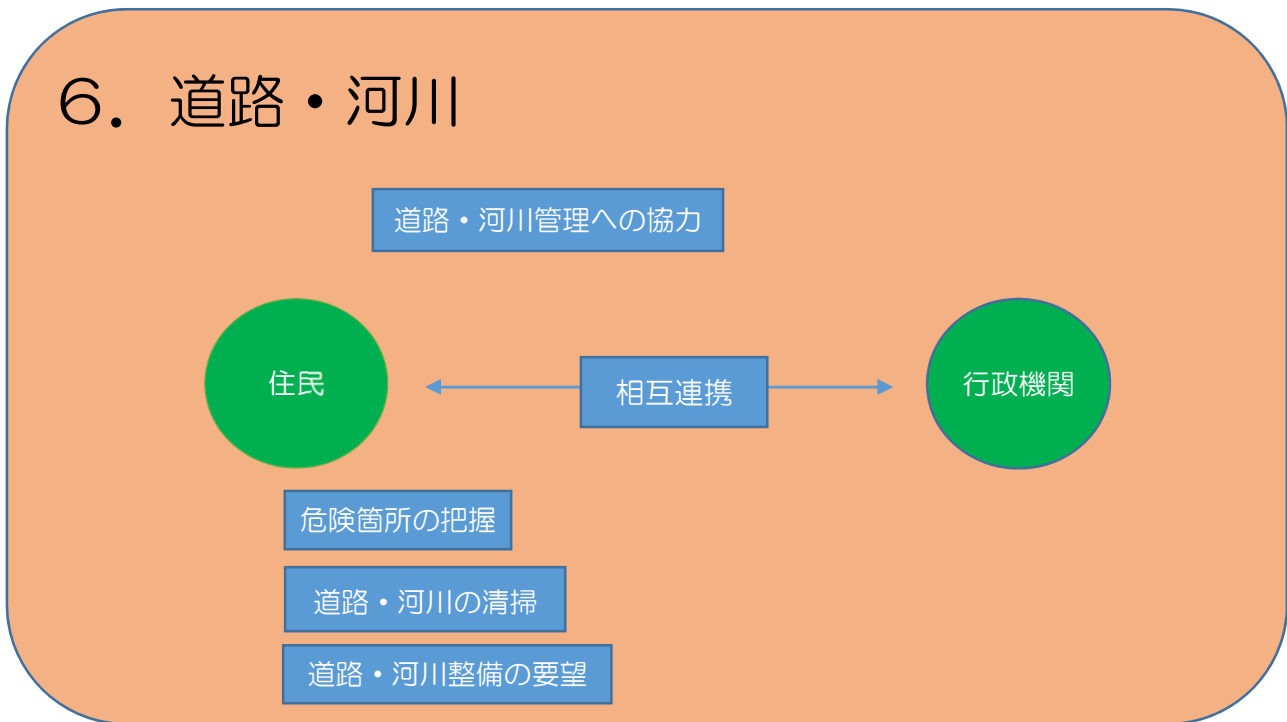 ６．道路・河川
道路・河川管理への協力
住民
相互連携
行政機関
危険箇所の把握
道路・河川の清掃
道路・河川整備の要望